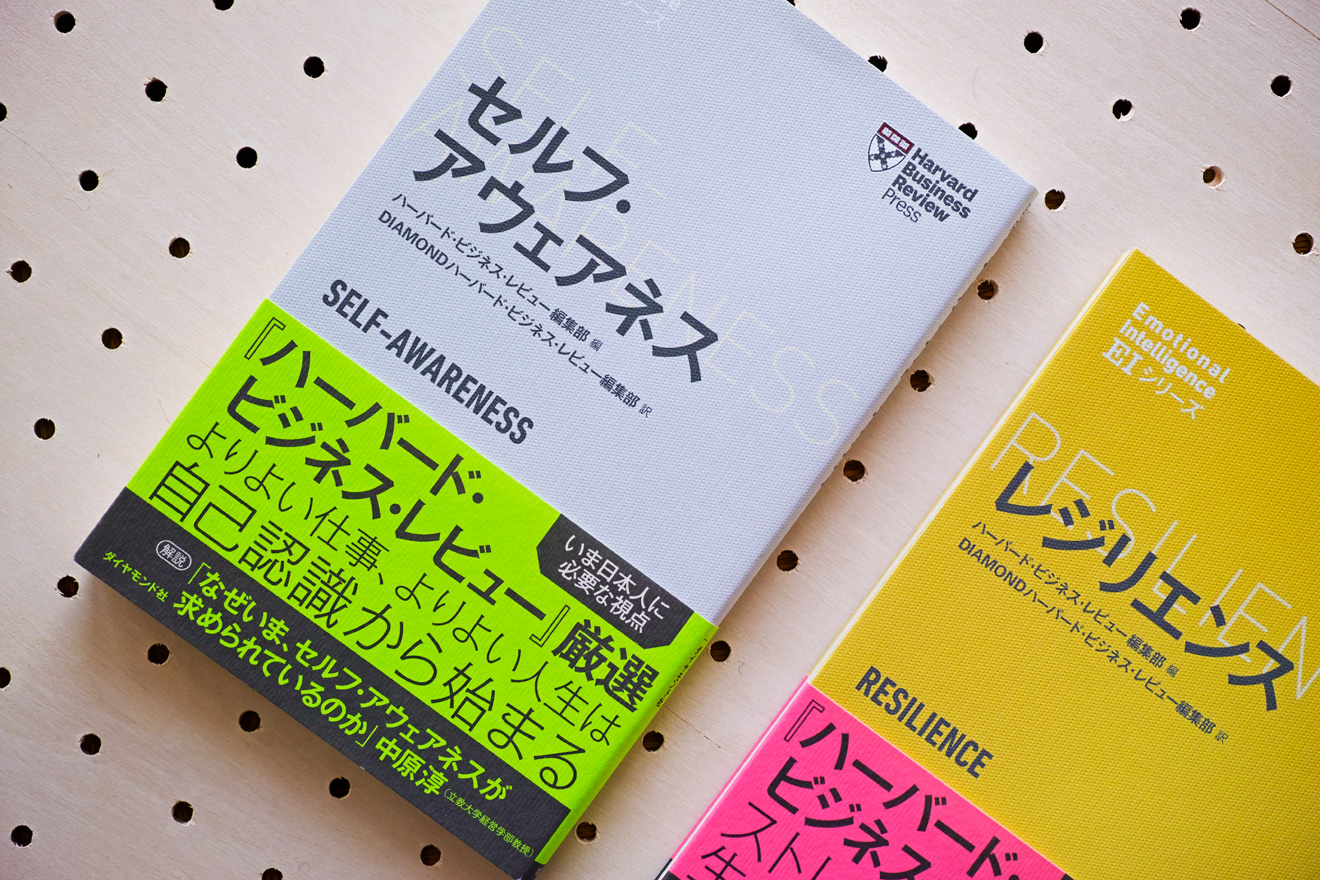 シリーズ
SELF-
AWARENESS
セルフ・
アウェアネス
ハーバード・ビジネス・レビュー編集部 編
DIAMONDハーバード・ビジネス・レビュー編集部 訳
SELF-AWARENESS
Harvard
Business
Review
Press
『ハーバード・
ビジネス・レビュー』厳選
よりよい仕事、よりよい人生は
自己認識から始まる
いま日本人に
必要な視点
解説
「なぜいま、セルフ・アウェアネスが
求められているのか」中原淳(立教大学経営学部教授)
ダイヤモンド社
Emotional
Intelligence
EI シリーズ
RESILIEN
レジリエンス
ハーバード・ビジネス・レビュー編集部 編
DIAMONDハーバード・ビジネス・レビュー編集部 訳
RESILIENCE
『ハーバード・
ビジネス
スト